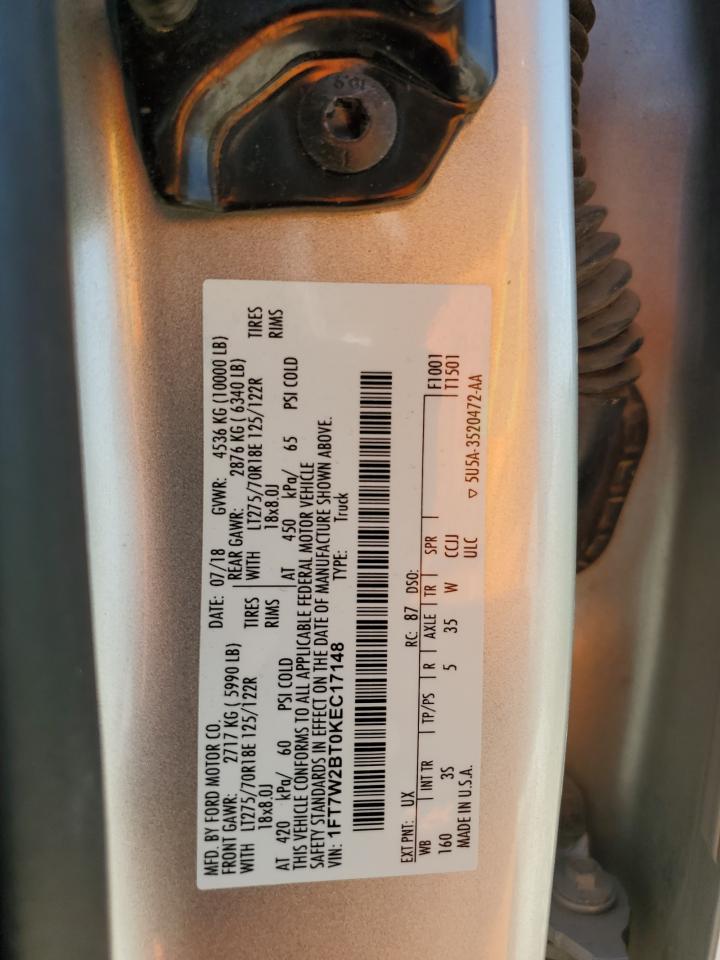 MFD. BY FORD MOTOR CO.
DATE: 07/18 GVWR: 4536 KG (10000 LB)
FRONT GAWR: 2717 KG ( 5990 LB) REAR GAWR: 2876 KG ( 6340 LB)
WITH LT275/70R18E 125/122R TIRES WITH LT275/70R18E 125/122R TIRES
18x8.0J RIMS 18x8.0J RIMS
AT 420 kPa/ 60 PSI COLD AT 450 kPa/ 65 PSI COLD
THIS VEHICLE CONFORMS TO ALL APPLICABLE FEDERAL MOTOR VEHICLE
SAFETY STANDARDS IN EFFECT ON THE DATE OF MANUFACTURE SHOWN ABOVE.
VIN: 1FT7W2BT0KEC17148 TYPE: Truck
EXT PNT: UX RC: 87 DSO:
WB INT TR TP/PS R AXLE TR SPR F1001
160 3S 5 35 W CCJJ T1501
MADE IN U.S.A. ULC
▽ 5U5A-3520472-AA
10.9